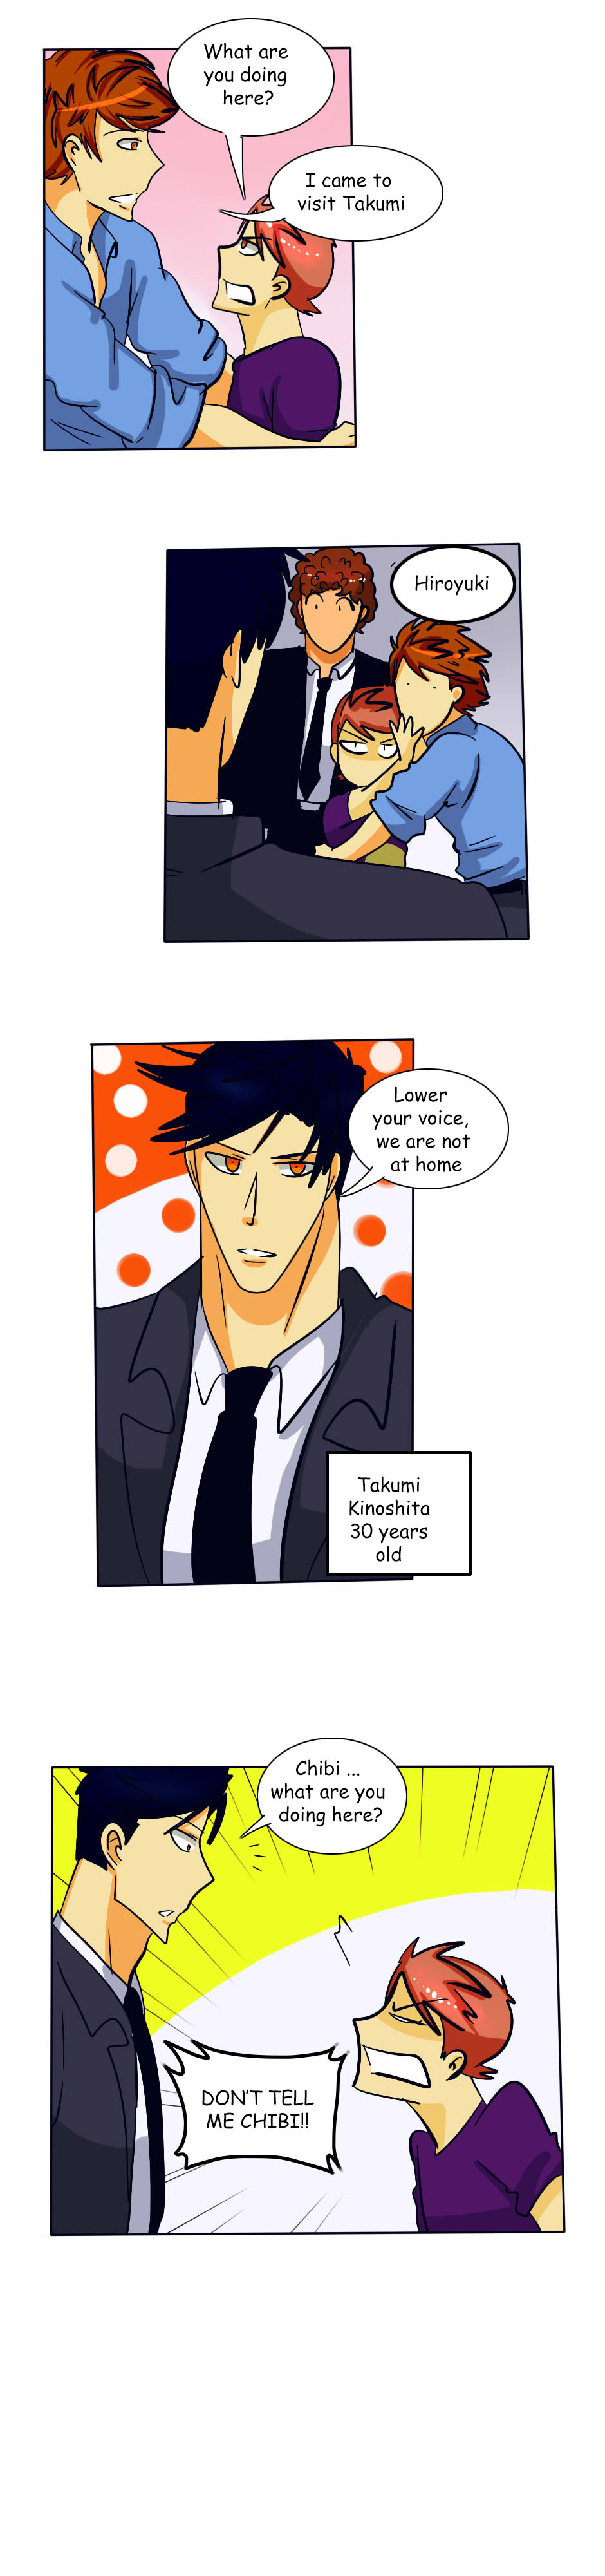 What are
you doing
here?
I came to
visit Takumi
Hiroyuki
Lower
your voice,
we are not
at home
Takumi
Kinoshita
30 years
old
Chibi ...
what are you
doing here?
DON'T TELL
ME CHIBI!!